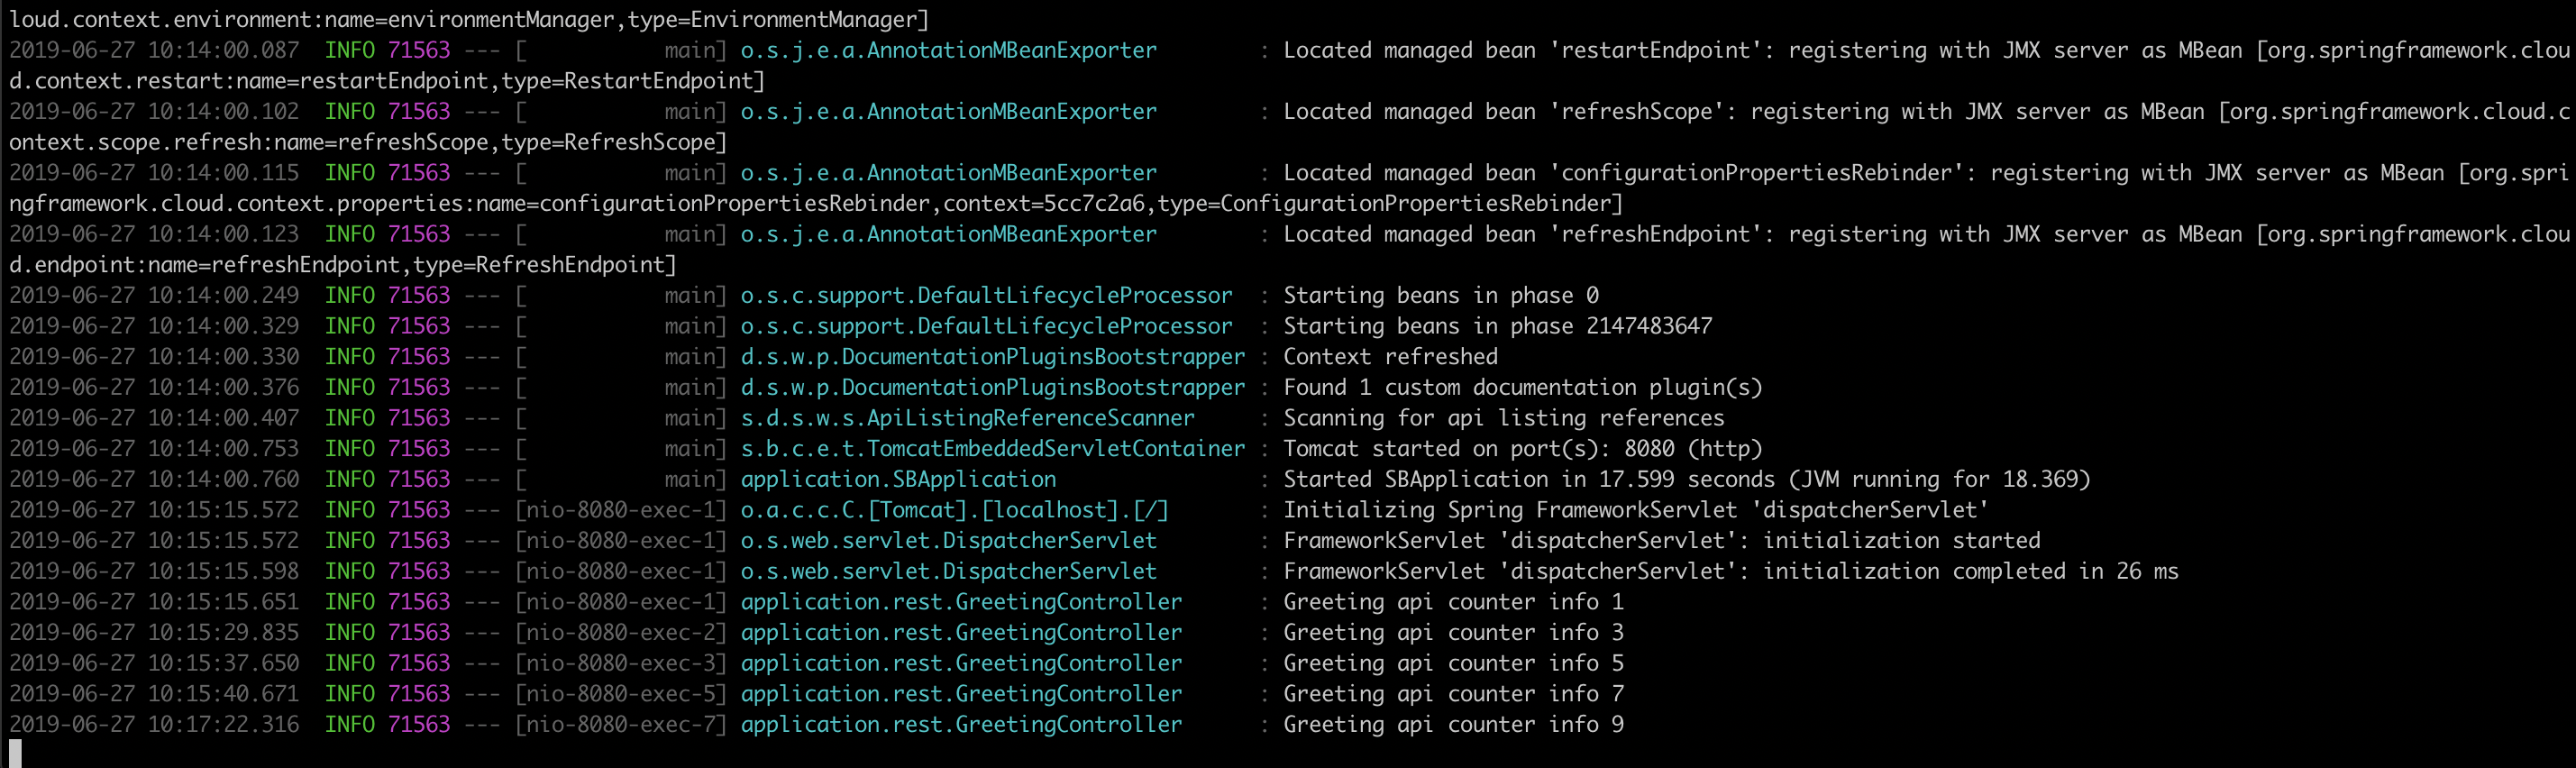 loud.context.environment:name=environmentManager,type=EnvironmentManager]
2019-06-27 10:14:00.087  INFO 71563 --- [           main] o.s.j.e.a.AnnotationMBeanExporter        : Located managed bean 'restartEndpoint': registering with JMX server as MBean [org.springframework.clou
d.context.restart:name=restartEndpoint,type=RestartEndpoint]
2019-06-27 10:14:00.102  INFO 71563 --- [           main] o.s.j.e.a.AnnotationMBeanExporter        : Located managed bean 'refreshScope': registering with JMX server as MBean [org.springframework.cloud.c
ontext.scope.refresh:name=refreshScope,type=RefreshScope]
2019-06-27 10:14:00.115  INFO 71563 --- [           main] o.s.j.e.a.AnnotationMBeanExporter        : Located managed bean 'configurationPropertiesRebinder': registering with JMX server as MBean [org.spri
ngframework.cloud.context.properties:name=configurationPropertiesRebinder,context=5cc7c2a6,type=ConfigurationPropertiesRebinder]
2019-06-27 10:14:00.123  INFO 71563 --- [           main] o.s.j.e.a.AnnotationMBeanExporter        : Located managed bean 'refreshEndpoint': registering with JMX server as MBean [org.springframework.clou
d.endpoint:name=refreshEndpoint,type=RefreshEndpoint]
2019-06-27 10:14:00.249  INFO 71563 --- [           main] o.s.c.support.DefaultLifecycleProcessor  : Starting beans in phase 0
2019-06-27 10:14:00.329  INFO 71563 --- [           main] o.s.c.support.DefaultLifecycleProcessor  : Starting beans in phase 2147483647
2019-06-27 10:14:00.330  INFO 71563 --- [           main] d.s.w.p.DocumentationPluginsBootstrapper : Context refreshed
2019-06-27 10:14:00.376  INFO 71563 --- [           main] d.s.w.p.DocumentationPluginsBootstrapper : Found 1 custom documentation plugin(s)
2019-06-27 10:14:00.407  INFO 71563 --- [           main] s.d.s.w.s.ApiListingReferenceScanner     : Scanning for api listing references
2019-06-27 10:14:00.753  INFO 71563 --- [           main] s.b.c.e.t.TomcatEmbeddedServletContainer : Tomcat started on port(s): 8080 (http)
2019-06-27 10:14:00.760  INFO 71563 --- [           main] application.SBApplication                : Started SBApplication in 17.599 seconds (JVM running for 18.369)
2019-06-27 10:15:15.572  INFO 71563 --- [nio-8080-exec-1] o.a.c.c.C.[Tomcat].[localhost].[/]       : Initializing Spring FrameworkServlet 'dispatcherServlet'
2019-06-27 10:15:15.572  INFO 71563 --- [nio-8080-exec-1] o.s.web.servlet.DispatcherServlet        : FrameworkServlet 'dispatcherServlet': initialization started
2019-06-27 10:15:15.598  INFO 71563 --- [nio-8080-exec-1] o.s.web.servlet.DispatcherServlet        : FrameworkServlet 'dispatcherServlet': initialization completed in 26 ms
2019-06-27 10:15:15.651  INFO 71563 --- [nio-8080-exec-1] application.rest.GreetingController      : Greeting api counter info 1
2019-06-27 10:15:29.835  INFO 71563 --- [nio-8080-exec-2] application.rest.GreetingController      : Greeting api counter info 3
2019-06-27 10:15:37.650  INFO 71563 --- [nio-8080-exec-3] application.rest.GreetingController      : Greeting api counter info 5
2019-06-27 10:15:40.671  INFO 71563 --- [nio-8080-exec-5] application.rest.GreetingController      : Greeting api counter info 7
2019-06-27 10:17:22.316  INFO 71563 --- [nio-8080-exec-7] application.rest.GreetingController      : Greeting api counter info 9